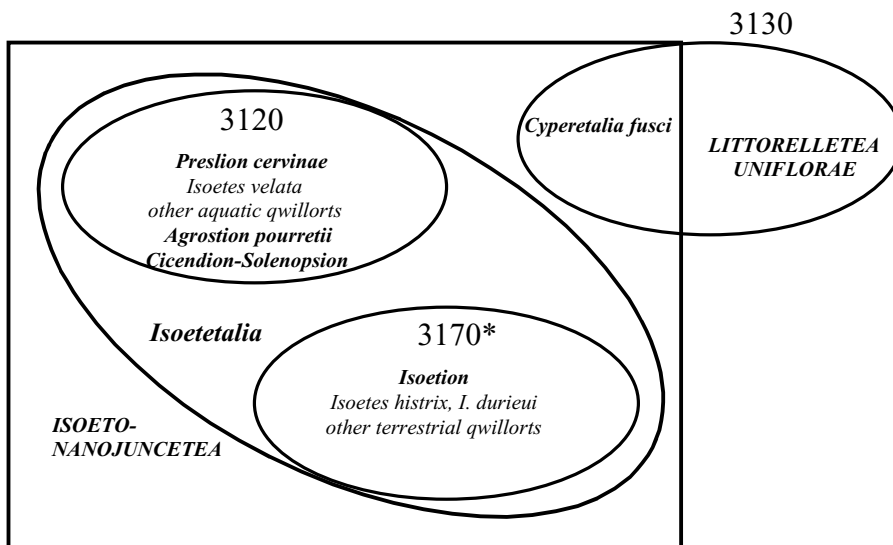 3130
3120
Cyperetalia fusci
LITTORELLETEA
UNIFLORAE
Preslion cervinae
Isoetes velata
other aquatic qwillorts
Agrostion pourretii
Cicendion-Solenopsion
Isoetetalia
3170*
Isoetion
Isoetes histrix, I. durieui
other terrestrial qwillorts
ISOETO-
NANOJUNCETEA